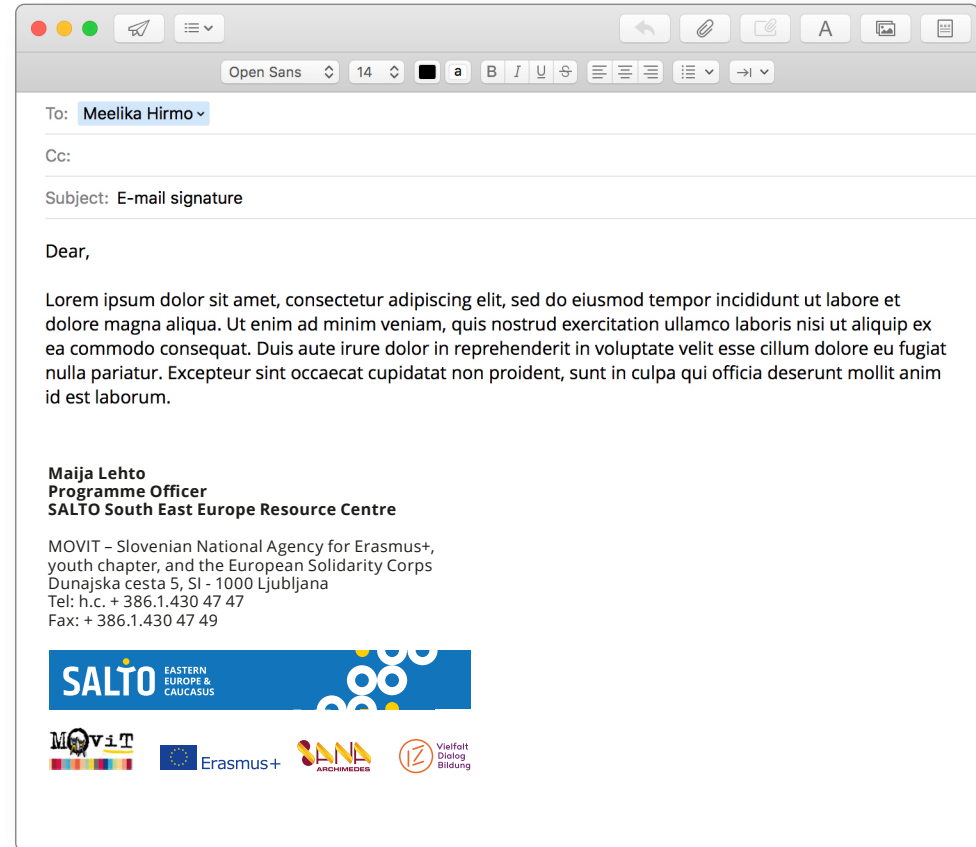 Open Sans 14 a B I U S
To: Meelika Hirmo
Cc:
Subject: E-mail signature
Dear,
Lorem ipsum dolor sit amet, consectetur adipiscing elit, sed do eiusmod tempor incididunt ut labore et
dolore magna aliqua. Ut enim ad minim veniam, quis nostrud exercitation ullamco laboris nisi ut aliquip ex
ea commodo consequat. Duis aute irure dolor in reprehenderit in voluptate velit esse cillum dolore eu fugiat
nulla pariatur. Excepteur sint occaecat cupidatat non proident, sunt in culpa qui officia deserunt mollit anim
id est laborum.
Maija Lehto
Programme Officer
SALTO South East Europe Resource Centre
MOVIT – Slovenian National Agency for Erasmus+,
youth chapter, and the European Solidarity Corps
Dunajska cesta 5, SI - 1000 Ljubljana
Tel: h.c. + 386.1.430 47 47
Fax: + 386.1.430 47 49
SALTO
EASTERN
EUROPE &
CAUCASUS
MOviT
Erasmus+
SANA
ARCHIMEDES
IZ
Vielfalt
Dialog
Bildung